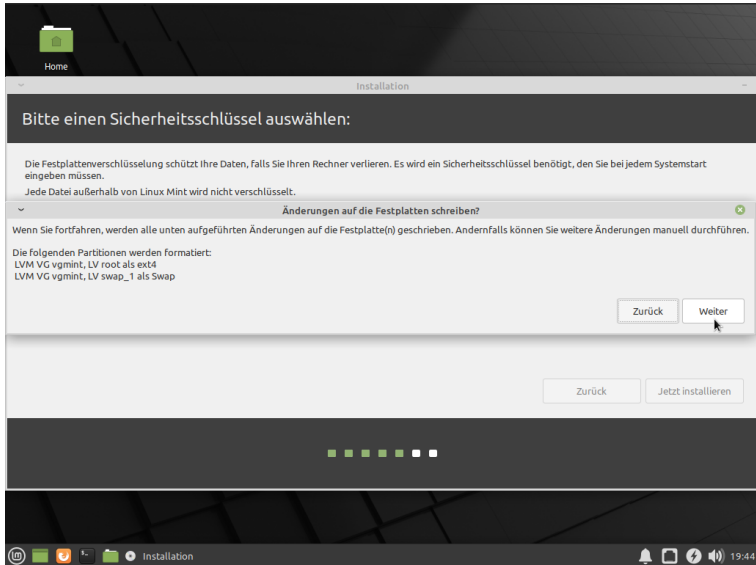 Home
Installation
Bitte einen Sicherheitsschlüssel auswählen:
Die Festplattenverschlüsselung schützt Ihre Daten, falls Sie Ihren Rechner verlieren. Es wird ein Sicherheitsschlüssel benötigt, den Sie bei jedem Systemstart
eingeben müssen.
Jede Datei außerhalb von Linux Mint wird nicht verschlüsselt.
Änderungen auf die Festplatten schreiben?
Wenn Sie fortfahren, werden alle unten aufgeführten Änderungen auf die Festplatte(n) geschrieben. Andernfalls können Sie weitere Änderungen manuell durchführen.
Die folgenden Partitionen werden formatiert:
LVM VG vgmint, LV root als ext4
LVM VG vgmint, LV swap_1 als Swap
Zurück Weiter
Zurück Jetzt installieren
Installation 19:44